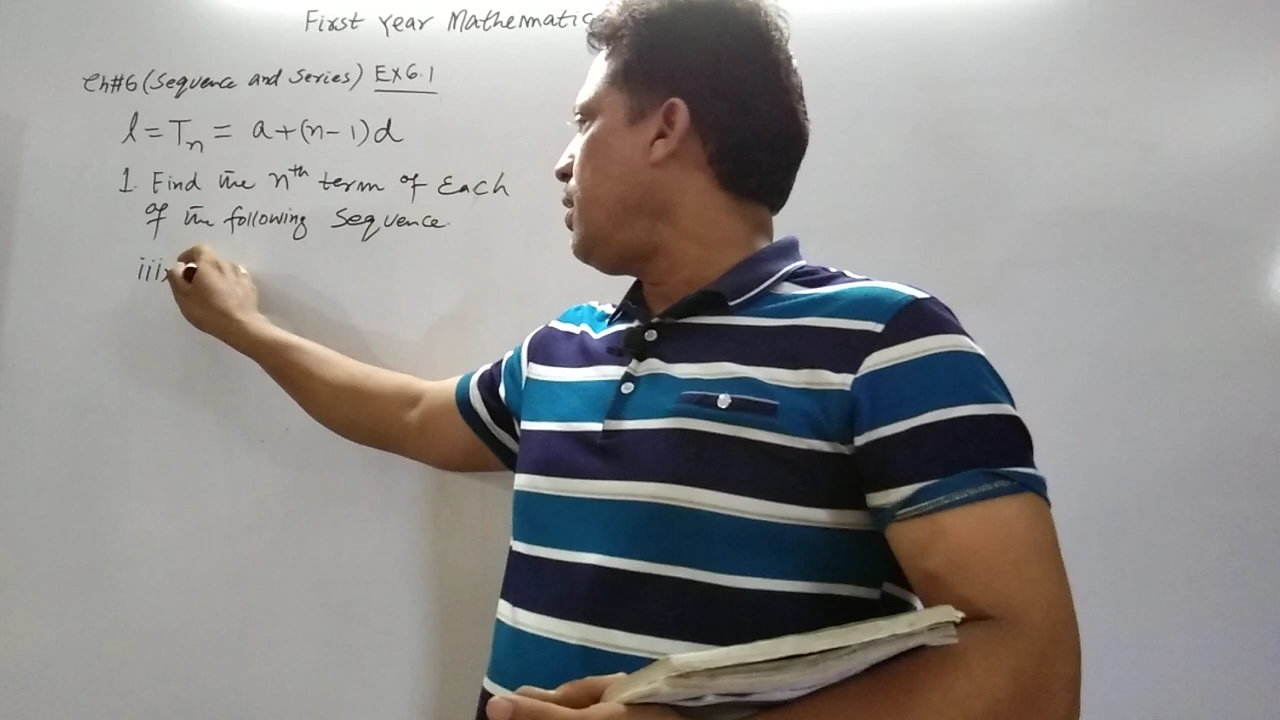 First year Mathematic
Ch#6 (Sequence and Series) Ex 6.1
l = Tn = a+(n-1)d
1. Find the nth term of Each
of the following Sequence
iii